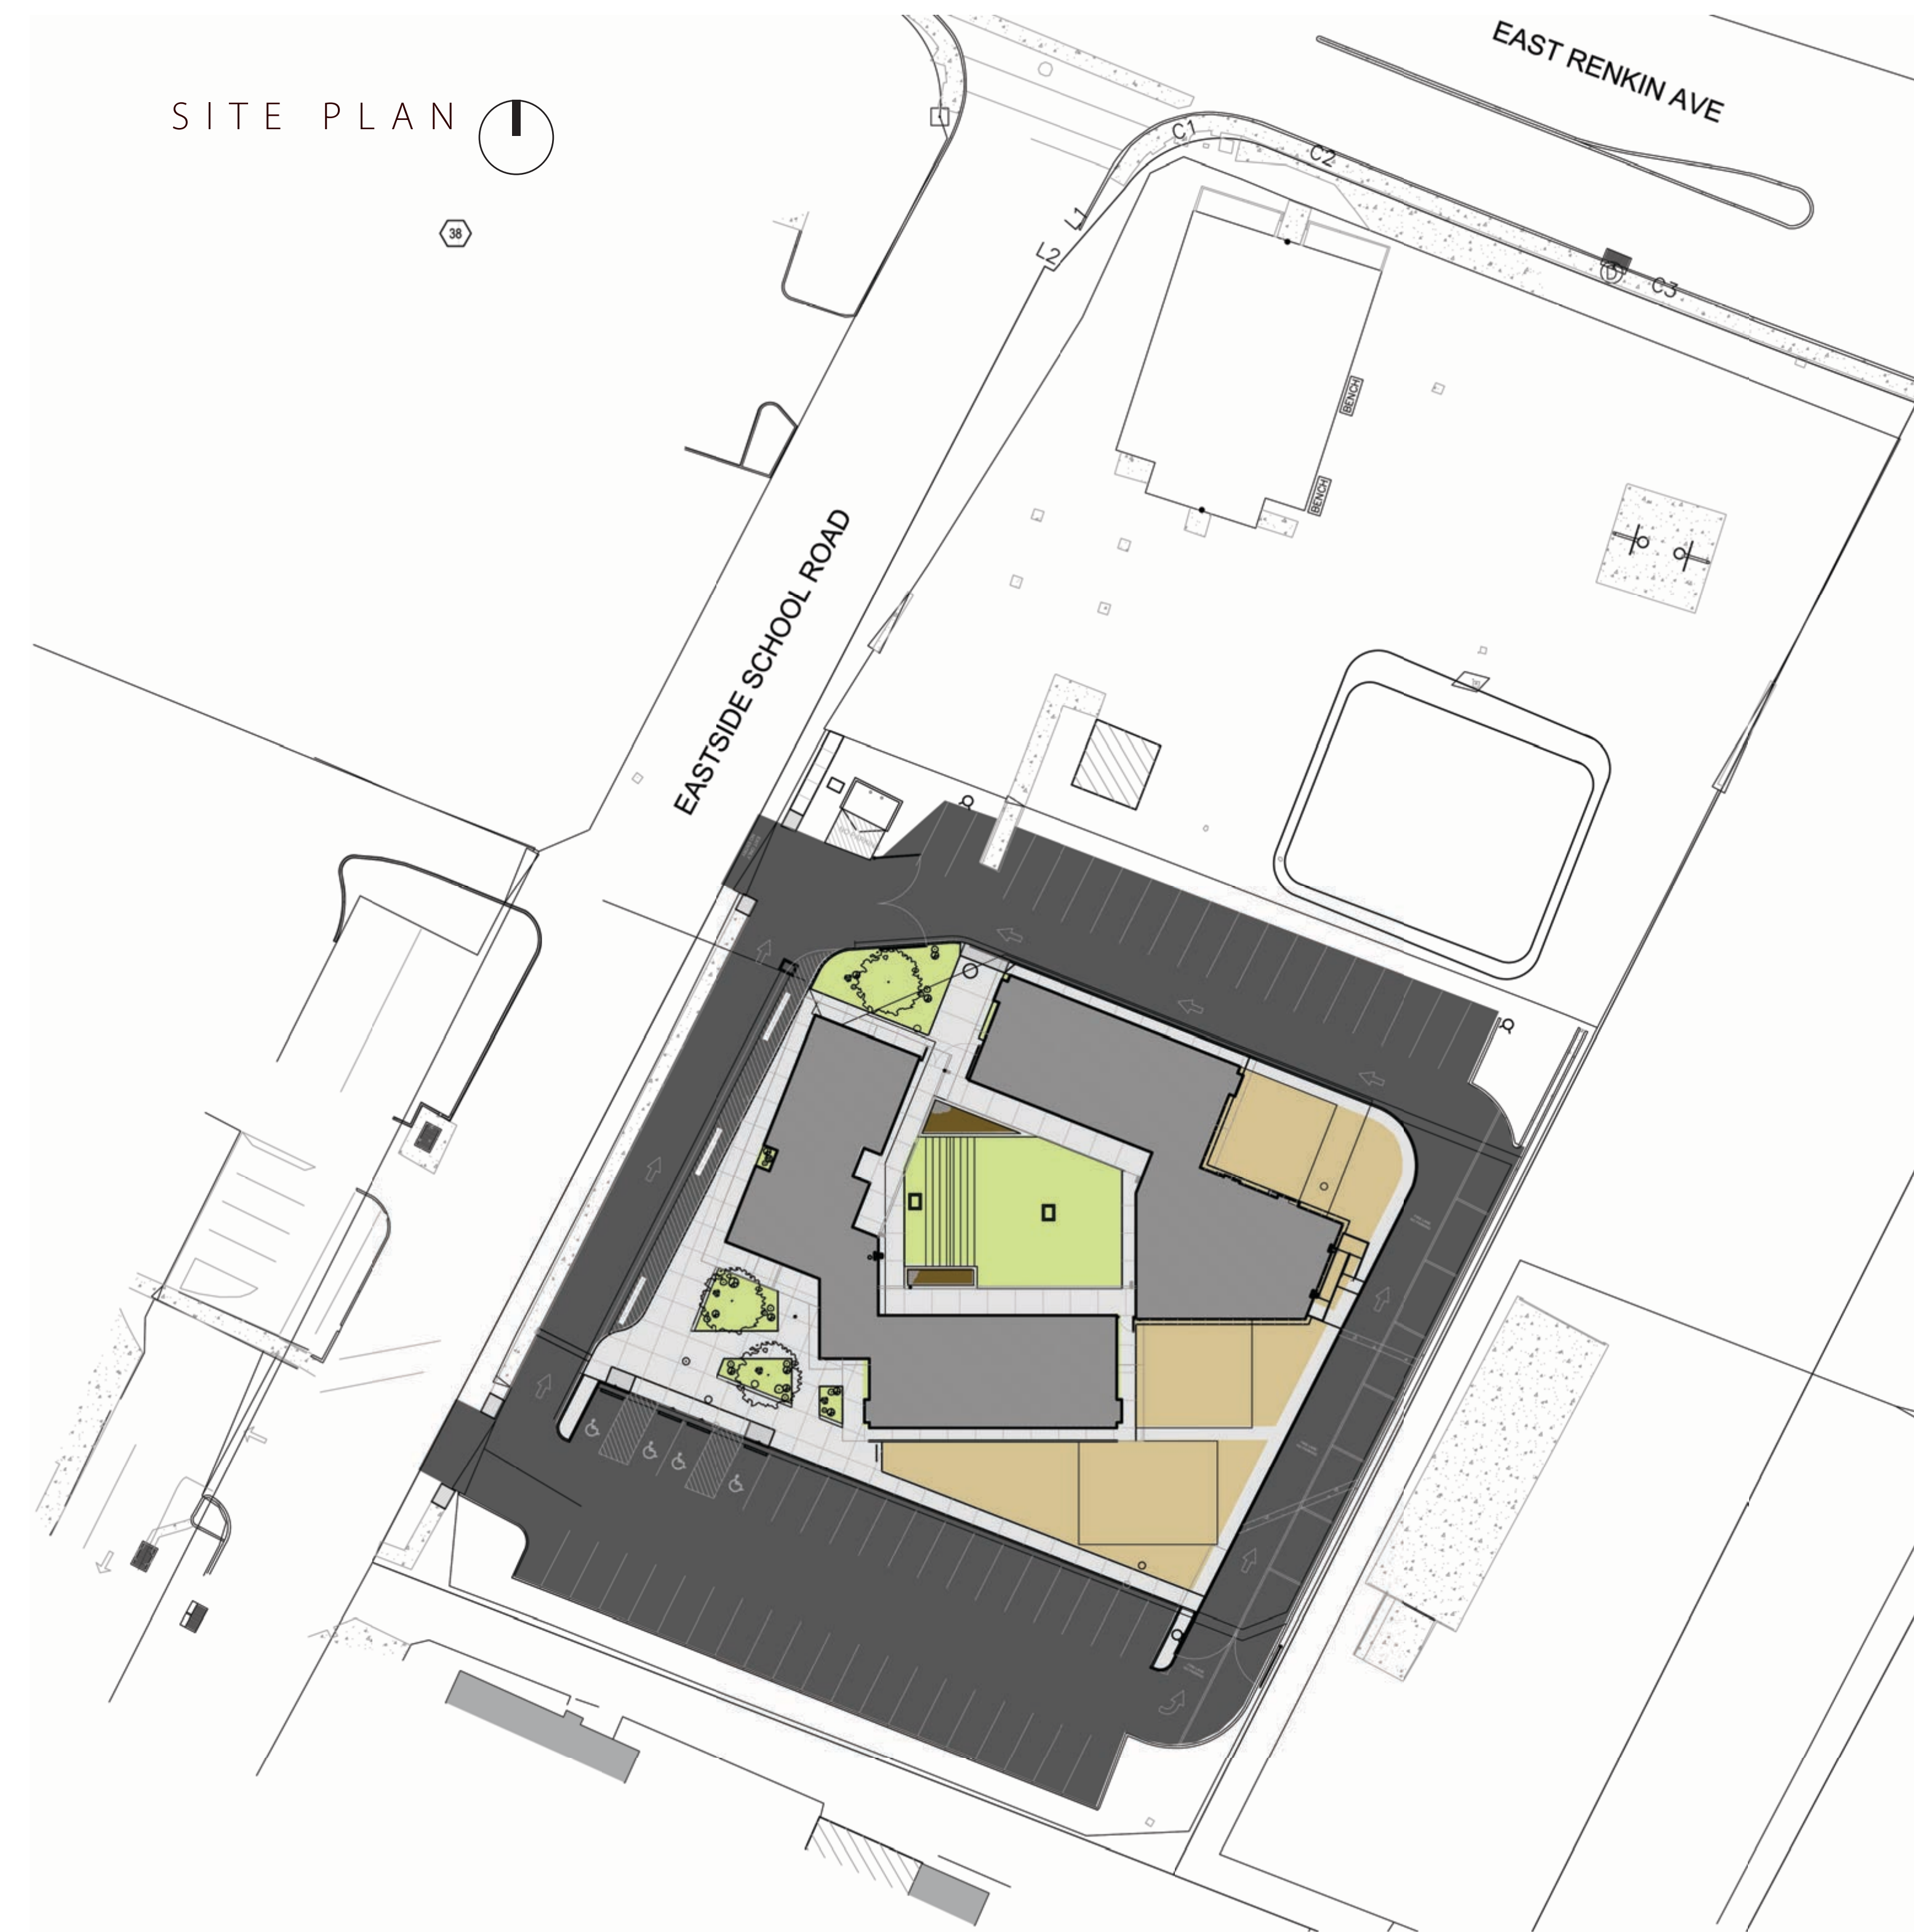 EAST RENKIN AVE
SITE PLAN
C1
C2
L1
38
L2
D
C3
BENCH
BENCH
EASTSIDE SCHOOL ROAD